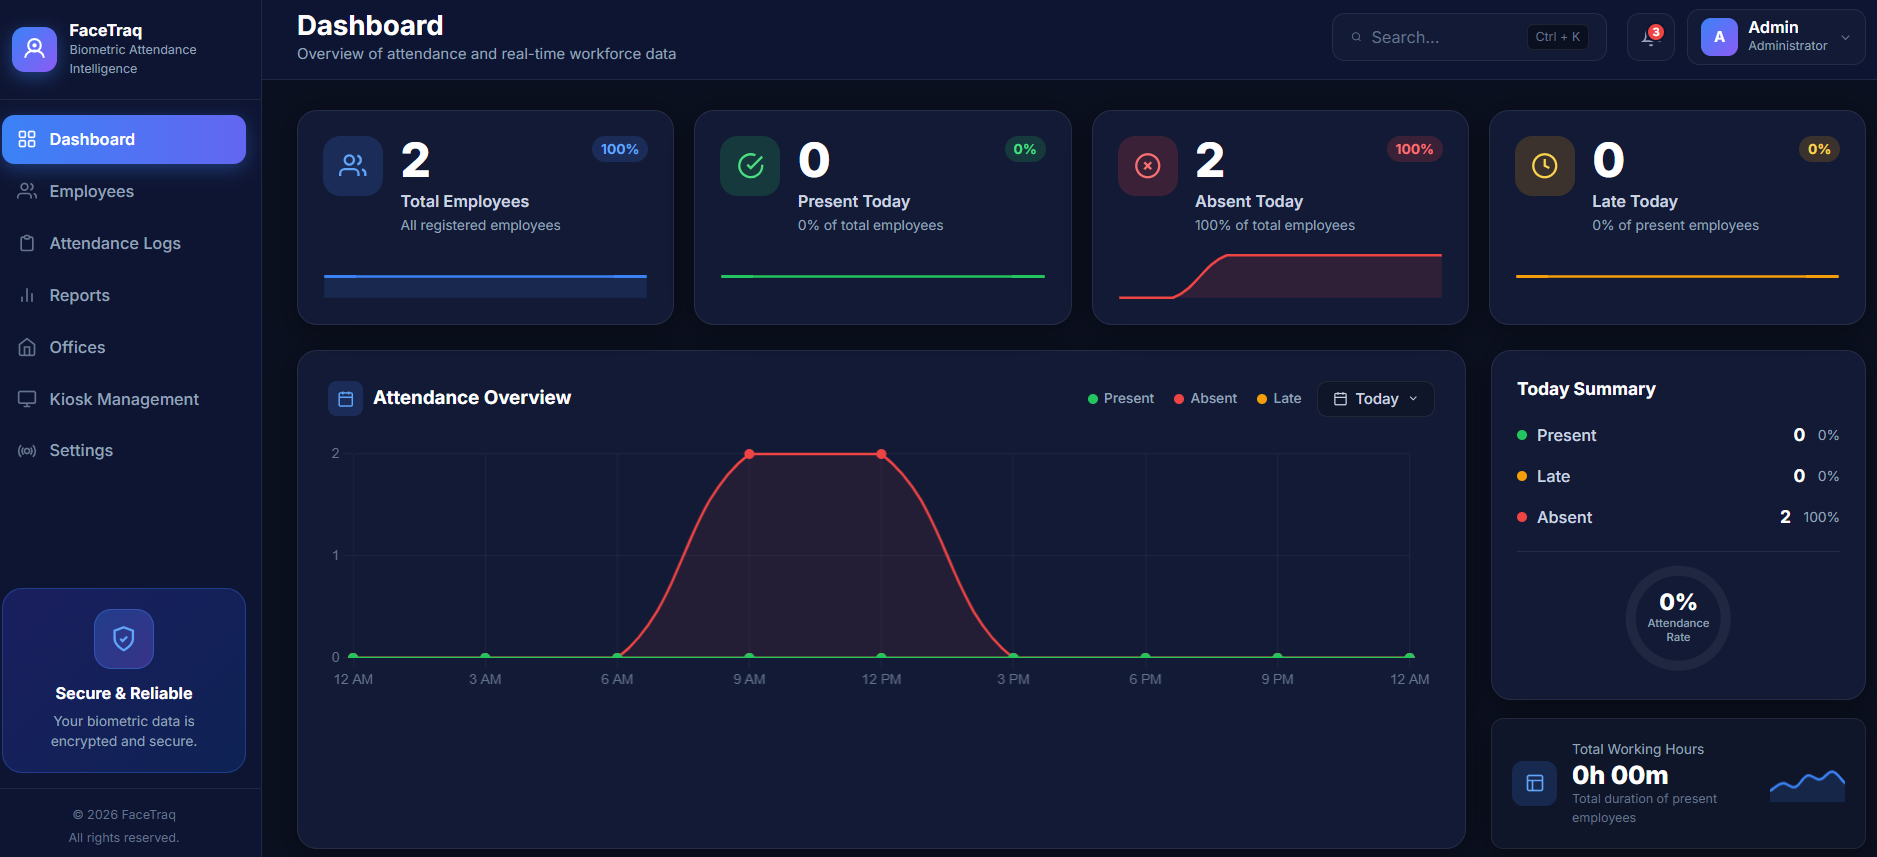 FaceTraq
Biometric Attendance
Intelligence
Dashboard
Employees
Attendance Logs
Reports
Offices
Kiosk Management
Settings
Secure & Reliable
Your biometric data is
encrypted and secure.
© 2026 FaceTraq
All rights reserved.
Dashboard
Overview of attendance and real-time workforce data
Search...
Ctrl + K
3
A
Admin
Administrator
2
100%
Total Employees
All registered employees
0
0%
Present Today
0% of total employees
2
100%
Absent Today
100% of total employees
0
0%
Late Today
0% of present employees
Attendance Overview
Present
Absent
Late
Today
2
1
0
12 AM
3 AM
6 AM
9 AM
12 PM
3 PM
6 PM
9 PM
12 AM
Today Summary
Present 0 0%
Late 0 0%
Absent 2 100%
0%
Attendance
Rate
Total Working Hours
0h 00m
Total duration of present
employees